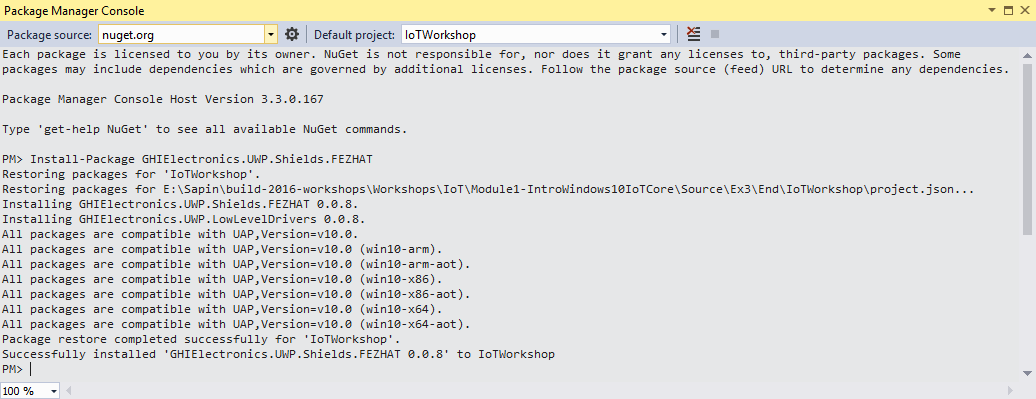 Package Manager Console
Package source: nuget.org Default project: IoTWorkshop
Each package is licensed to you by its owner. NuGet is not responsible for, nor does it grant any licenses to, third-party packages. Some
packages may include dependencies which are governed by additional licenses. Follow the package source (feed) URL to determine any dependencies.
Package Manager Console Host Version 3.3.0.167
Type 'get-help NuGet' to see all available NuGet commands.
PM> Install-Package GHIElectronics.UWP.Shields.FEZHAT
Restoring packages for 'IoTWorkshop'.
Restoring packages for E:\Sapin\build-2016-workshops\Workshops\IoT\Module1-IntroWindows10IoTCore\Source\Ex3\End\IoTWorkshop\project.json...
Installing GHIElectronics.UWP.Shields.FEZHAT 0.0.8.
Installing GHIElectronics.UWP.LowLevelDrivers 0.0.8.
All packages are compatible with UAP,Version=v10.0.
All packages are compatible with UAP,Version=v10.0 (win10-arm).
All packages are compatible with UAP,Version=v10.0 (win10-arm-aot).
All packages are compatible with UAP,Version=v10.0 (win10-x86).
All packages are compatible with UAP,Version=v10.0 (win10-x86-aot).
All packages are compatible with UAP,Version=v10.0 (win10-x64).
All packages are compatible with UAP,Version=v10.0 (win10-x64-aot).
Package restore completed successfully for 'IoTWorkshop'.
Successfully installed 'GHIElectronics.UWP.Shields.FEZHAT 0.0.8' to IoTWorkshop
PM>
100 %